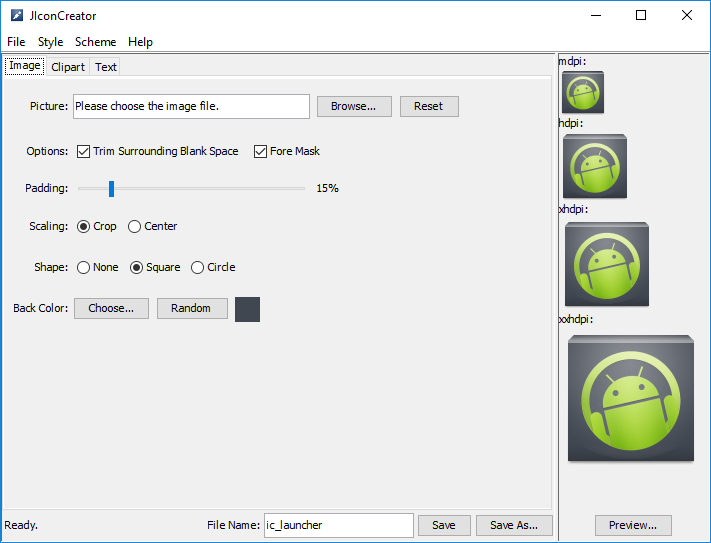 JIconCreator
File Style Scheme Help
Image Clipart Text
Picture: Please choose the image file. Browse... Reset
Options: Trim Surrounding Blank Space Fore Mask
Padding: 15%
Scaling: Crop Center
Shape: None Square Circle
Back Color: Choose... Random
mdpi:
hdpi:
xhdpi:
xxhdpi:
Ready. File Name: ic_launcher Save Save As... Preview...